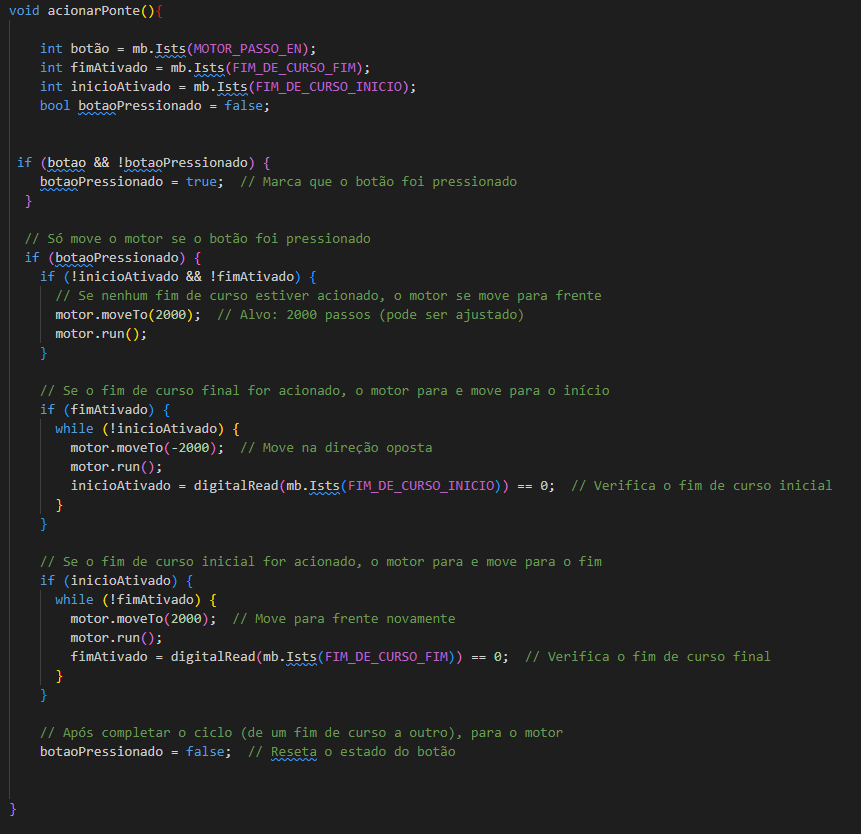 void acionarPonte(){
int botão = mb.Ists(MOTOR_PASSO_EN);
int fimAtivado = mb.Ists(FIM_DE_CURSO_FIM);
int inicioAtivado = mb.Ists(FIM_DE_CURSO_INICIO);
bool botaoPressionado = false;
if (botao && !botaoPressionado) {
botaoPressionado = true;  // Marca que o botão foi pressionado
}
// Só move o motor se o botão foi pressionado
if (botaoPressionado) {
if (!inicioAtivado && !fimAtivado) {
// Se nenhum fim de curso estiver acionado, o motor se move para frente
motor.moveTo(2000);  // Alvo: 2000 passos (pode ser ajustado)
motor.run();
}
// Se o fim de curso final for acionado, o motor para e move para o início
if (fimAtivado) {
while (!inicioAtivado) {
motor.moveTo(-2000);  // Move na direção oposta
motor.run();
inicioAtivado = digitalRead(mb.Ists(FIM_DE_CURSO_INICIO)) == 0;  // Verifica o fim de curso inicial
}
}
// Se o fim de curso inicial for acionado, o motor para e move para o fim
if (inicioAtivado) {
while (!fimAtivado) {
motor.moveTo(2000);  // Move para frente novamente
motor.run();
fimAtivado = digitalRead(mb.Ists(FIM_DE_CURSO_FIM)) == 0;  // Verifica o fim de curso final
}
}
// Após completar o ciclo (de um fim de curso a outro), para o motor
botaoPressionado = false;  // Reseta o estado do botão
}